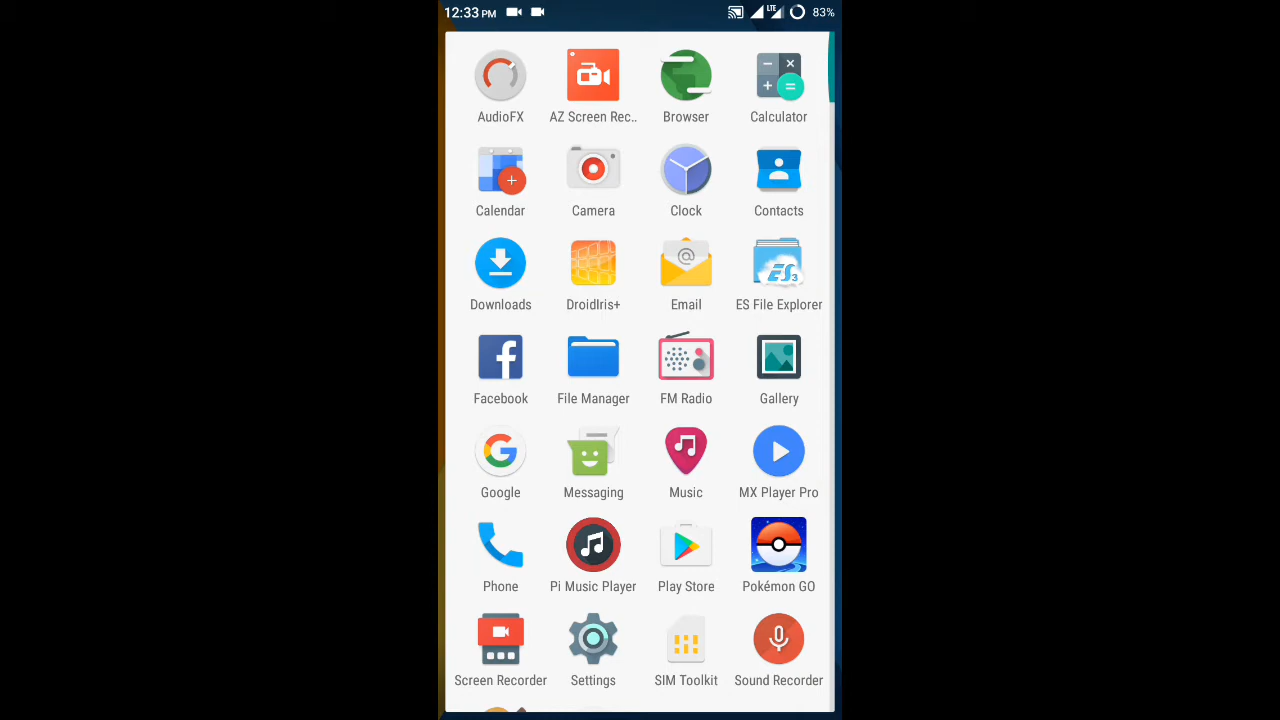 12:33 PM LTE 83%
AudioFX AZ Screen Rec.. Browser Calculator
Calendar Camera Clock Contacts
Downloads DroidIris+ Email ES File Explorer
Facebook File Manager FM Radio Gallery
Google Messaging Music MX Player Pro
Phone Pi Music Player Play Store Pokémon GO
Screen Recorder Settings SIM Toolkit Sound Recorder